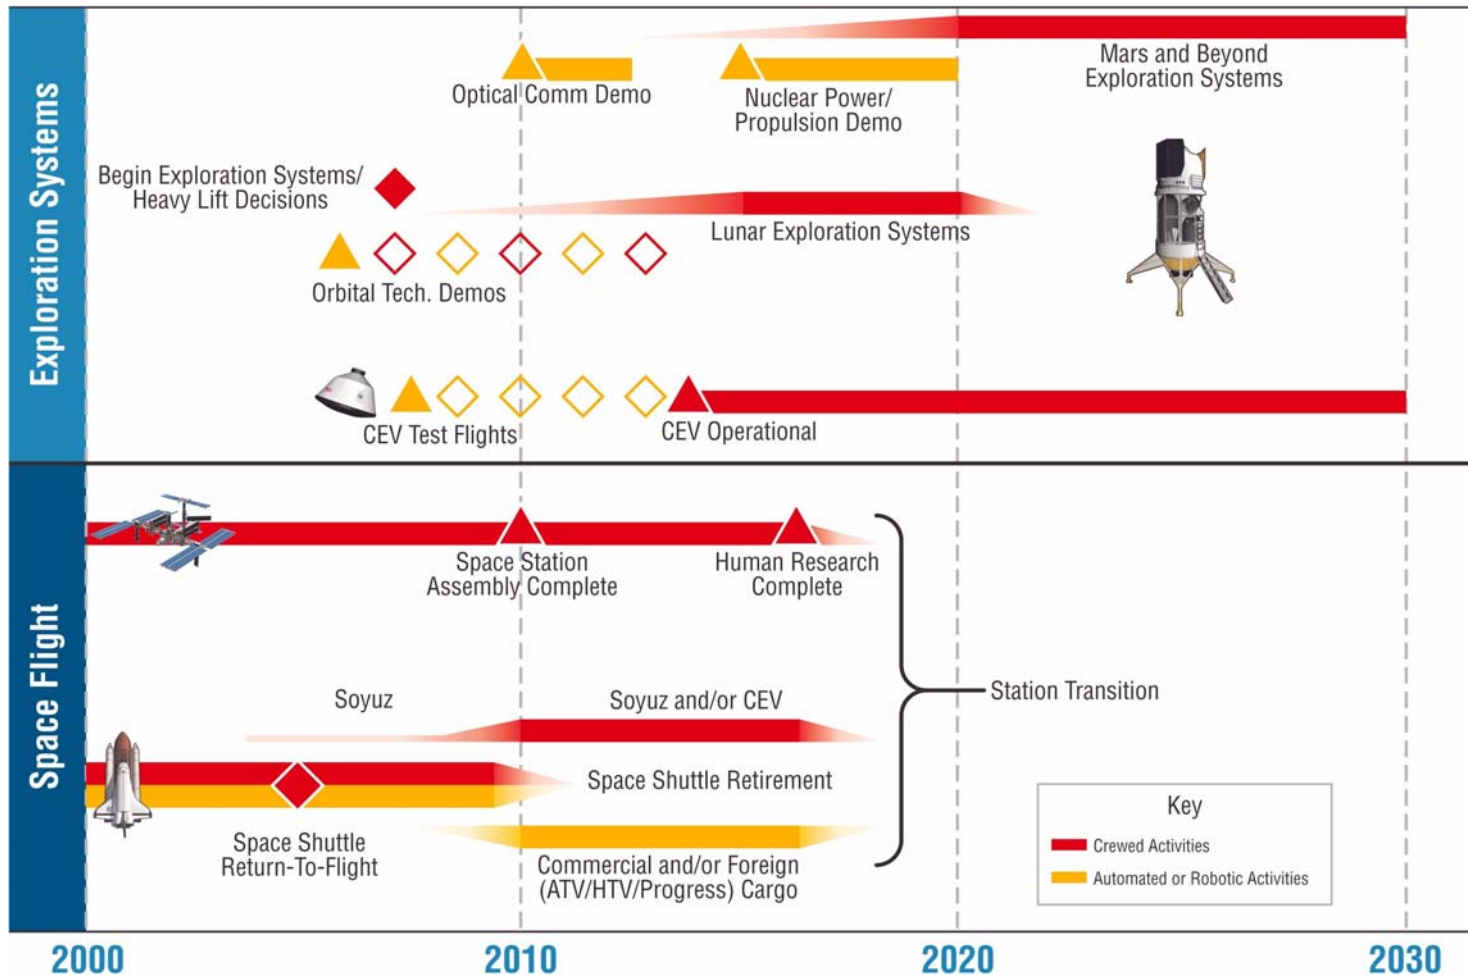 Exploration Systems
Mars and Beyond
Exploration Systems
Optical Comm Demo
Nuclear Power/
Propulsion Demo
Begin Exploration Systems/
Heavy Lift Decisions
Lunar Exploration Systems
Orbital Tech. Demos
CEV Test Flights
CEV Operational
Space Flight
Space Station
Assembly Complete
Human Research
Complete
Soyuz
Soyuz and/or CEV
Station Transition
Space Shuttle Retirement
Space Shuttle
Return-To-Flight
Commercial and/or Foreign
(ATV/HTV/Progress) Cargo
Key
Crewed Activities
Automated or Robotic Activities
2000
2010
2020
2030